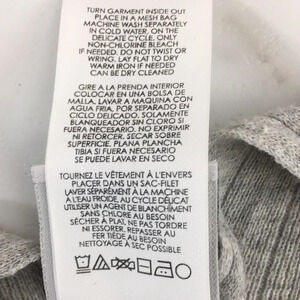 TURN GARMENT INSIDE OUT
PLACE IN A MESH BAG
MACHINE WASH SEPARATELY
IN COLD WATER, ON THE
DELICATE CYCLE. ONLY
NON-CHLORINE BLEACH
IF NEEDED. DO NOT TWIST OR
WRING. LAY FLAT TO DRY
WARM IRON IF NEEDED
CAN BE DRY CLEANED
GIRE A LA PRENDA INTERIOR
COLOCAR EN UNA BOLSA DE
MALLA, LAVAR A MAQUINA CON
AGUA FRIA, POR SEPARADO EN
CICLO DELICADO. SOLAMENTE
BLANQUEADOR SIN CLORO SI
FUERA NECESARIO. NO EXPRIMIR
NI RETORCER. SECAR SOBRE
SUPERFICIE. PLANA PLANCHA
TIBIA SI FUERA NECESARIO
SE PUEDE LAVAR EN SECO
TOURNEZ LE VÊTEMENT À L'ENVERS
PLACER DANS UN SAC-FILET
LAVER SÉPARÉMENT À LA MACHINE
À L'EAU FROIDE, AU CYCLE DÉLICAT
UTILISER UN AGENT DE BLANCHIMENT
SANS CHLORE AU BESOIN
SÉCHER À PLAT, NE PAS TORDRE
NI ESSORER. REPASSER AU
FER TIÈDE AU BESOIN
NETTOYAGE À SEC POSSIBLE